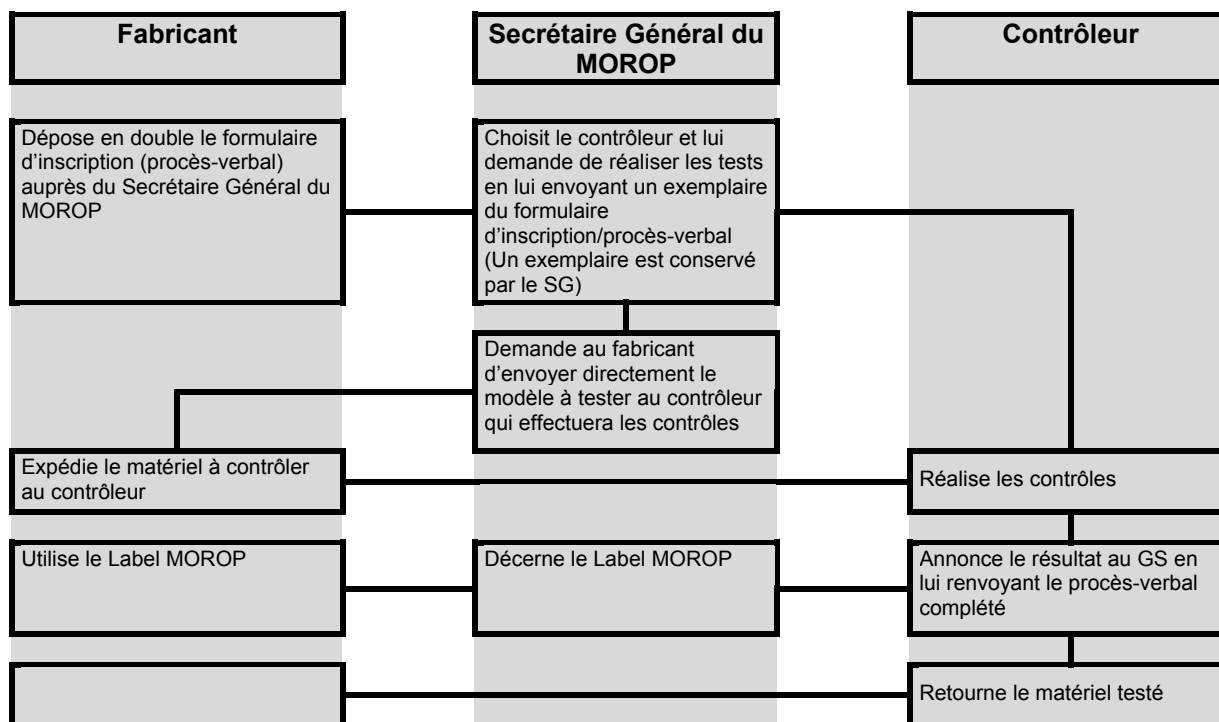 Fabricant
Secrétaire Général du
MOROP
Contrôleur
Dépose en double le formulaire
d'inscription (procès-verbal)
auprès du Secrétaire Général du
MOROP
Choisit le contrôleur et lui
demande de réaliser les tests
en lui envoyant un exemplaire
du formulaire
d'inscription/procès-verbal
(Un exemplaire est conservé
par le SG)
Demande au fabricant
d'envoyer directement le
modèle à tester au contrôleur
qui effectuera les contrôles
Expédie le matériel à contrôler
au contrôleur
Réalise les contrôles
Utilise le Label MOROP
Décerne le Label MOROP
Annonce le résultat au GS en
lui renvoyant le procès-verbal
complété
Retourne le matériel testé